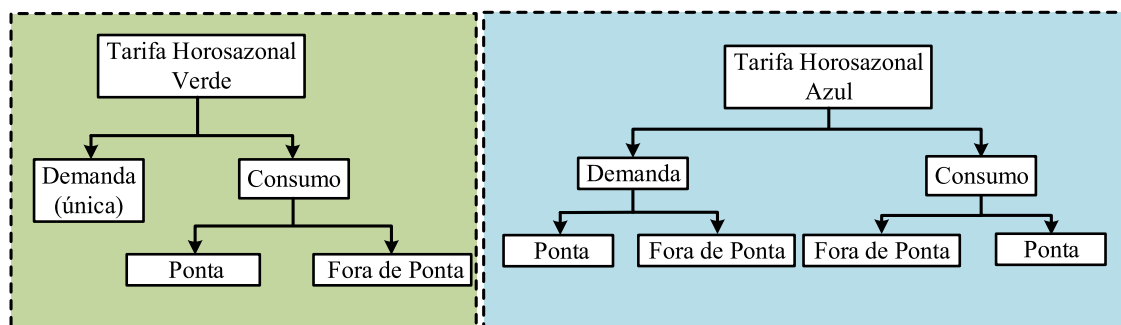 Tarifa Horosazonal
Verde
Demanda
(única)
Consumo
Ponta
Fora de Ponta
Tarifa Horosazonal
Azul
Demanda
Consumo
Ponta
Fora de Ponta
Fora de Ponta
Ponta